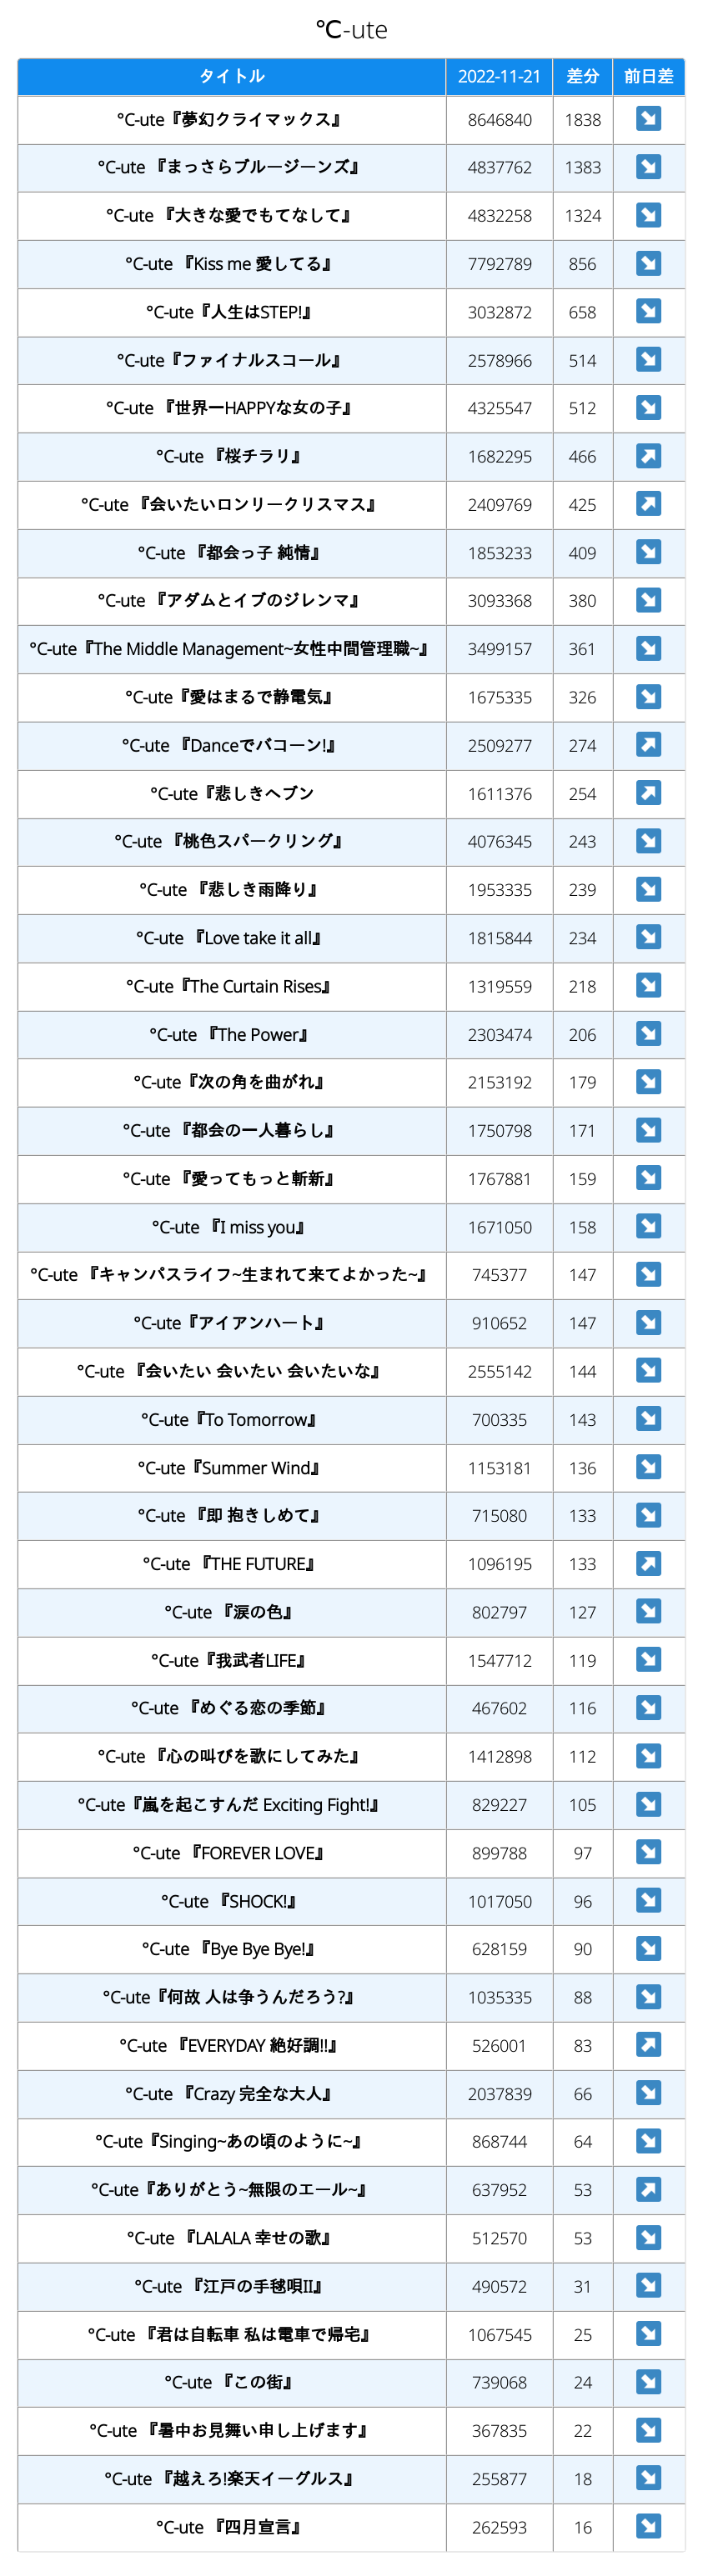 ℃-ute
タイトル 2022-11-21 差分 前日差
°C-ute『夢幻クライマックス』 8646840 1838 ↘
°C-ute 『まっさらブルージーンズ』 4837762 1383 ↘
°C-ute 『大きな愛でもてなして』 4832258 1324 ↘
°C-ute 『Kiss me 愛してる』 7792789 856 ↘
°C-ute『人生はSTEP!』 3032872 658 ↘
°C-ute『ファイナルスコール』 2578966 514 ↘
°C-ute 『世界一HAPPYな女の子』 4325547 512 ↘
°C-ute 『桜チラリ』 1682295 466 ↗
°C-ute 『会いたいロンリークリスマス』 2409769 425 ↗
°C-ute 『都会っ子 純情』 1853233 409 ↘
°C-ute 『アダムとイブのジレンマ』 3093368 380 ↘
°C-ute『The Middle Management~女性中間管理職~』 3499157 361 ↘
°C-ute『愛はまるで静電気』 1675335 326 ↘
°C-ute 『Danceでバコーン!』 2509277 274 ↗
°C-ute『悲しきヘブン 1611376 254 ↗
°C-ute 『桃色スパークリング』 4076345 243 ↘
°C-ute 『悲しき雨降り』 1953335 239 ↘
°C-ute 『Love take it all』 1815844 234 ↘
°C-ute『The Curtain Rises』 1319559 218 ↘
°C-ute 『The Power』 2303474 206 ↘
°C-ute『次の角を曲がれ』 2153192 179 ↘
°C-ute 『都会の一人暮らし』 1750798 171 ↘
°C-ute 『愛ってもっと斬新』 1767881 159 ↘
°C-ute 『I miss you』 1671050 158 ↘
°C-ute 『キャンパスライフ~生まれて来てよかった~』 745377 147 ↘
°C-ute『アイアンハート』 910652 147 ↘
°C-ute 『会いたい 会いたい 会いたいな』 2555142 144 ↘
°C-ute『To Tomorrow』 700335 143 ↘
°C-ute『Summer Wind』 1153181 136 ↘
°C-ute 『即 抱きしめて』 715080 133 ↘
°C-ute 『THE FUTURE』 1096195 133 ↗
°C-ute 『涙の色』 802797 127 ↘
°C-ute『我武者LIFE』 1547712 119 ↘
°C-ute 『めぐる恋の季節』 467602 116 ↘
°C-ute 『心の叫びを歌にしてみた』 1412898 112 ↘
°C-ute『嵐を起こすんだ Exciting Fight!』 829227 105 ↘
°C-ute 『FOREVER LOVE』 899788 97 ↘
°C-ute 『SHOCK!』 1017050 96 ↘
°C-ute 『Bye Bye Bye!』 628159 90 ↘
°C-ute『何故 人は争うんだろう?』 1035335 88 ↘
°C-ute 『EVERYDAY 絶好調!!』 526001 83 ↗
°C-ute 『Crazy 完全な大人』 2037839 66 ↘
°C-ute『Singing~あの頃のように~』 868744 64 ↘
°C-ute『ありがとう~無限のエール~』 637952 53 ↗
°C-ute 『LALALA 幸せの歌』 512570 53 ↘
°C-ute 『江戸の手毬唄II』 490572 31 ↘
°C-ute 『君は自転車 私は電車で帰宅』 1067545 25 ↘
°C-ute 『この街』 739068 24 ↘
°C-ute 『暑中お見舞い申し上げます』 367835 22 ↘
°C-ute 『越えろ!楽天イーグルス』 255877 18 ↘
°C-ute 『四月宣言』 262593 16 ↘